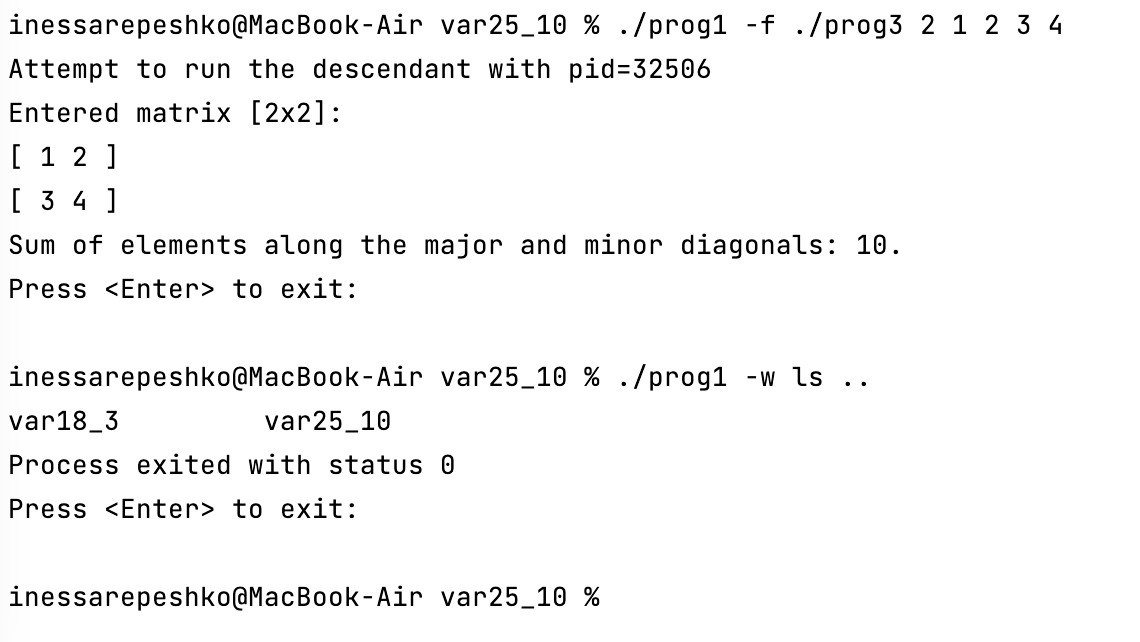 inessarepeshko@MacBook-Air var25_10 % ./prog1 -f ./prog3 2 1 2 3 4
Attempt to run the descendant with pid=32506
Entered matrix [2x2]:
[ 1 2 ]
[ 3 4 ]
Sum of elements along the major and minor diagonals: 10.
Press <Enter> to exit:
inessarepeshko@MacBook-Air var25_10 % ./prog1 -w ls ..
var18_3         var25_10
Process exited with status 0
Press <Enter> to exit:
inessarepeshko@MacBook-Air var25_10 %